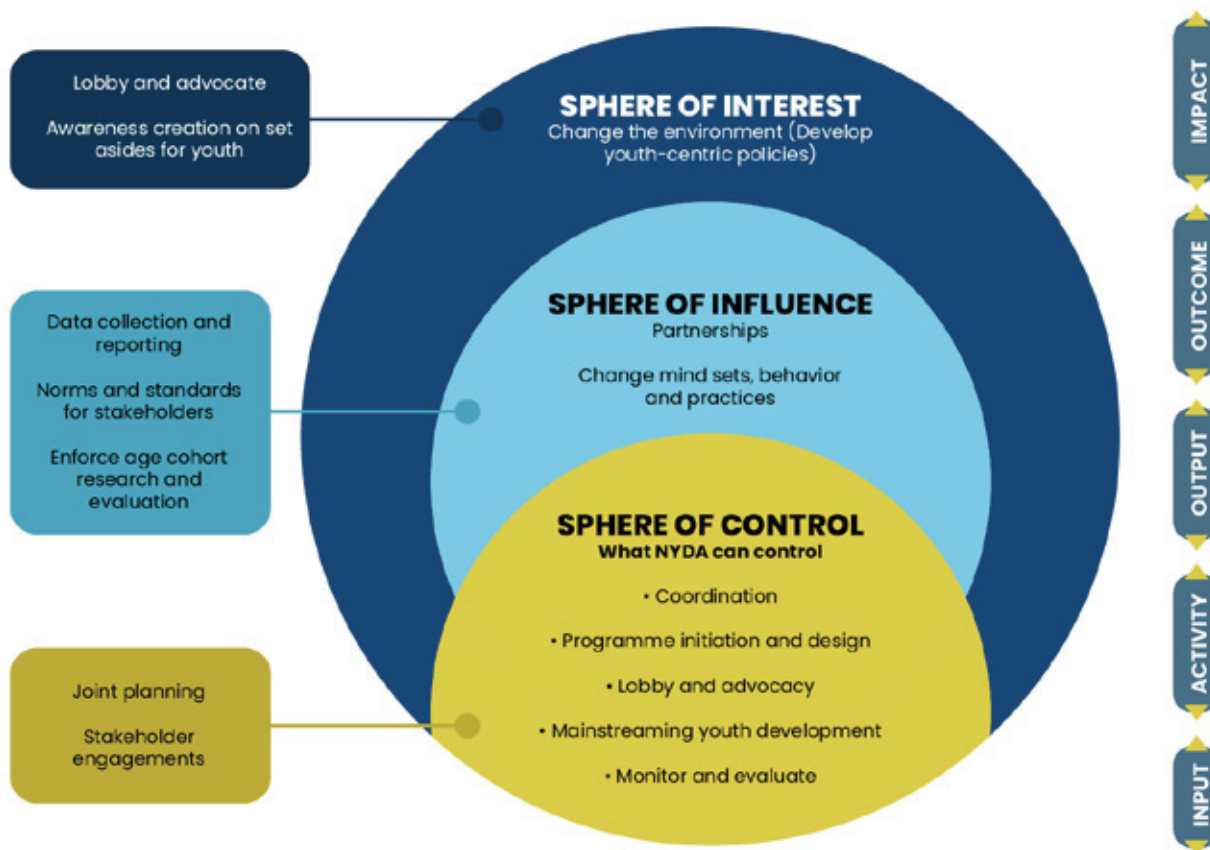 Lobby and advocate
Awareness creation on set
asides for youth
SPHERE OF INTEREST
Change the environment (Develop
youth-centric policies)
Data collection and
reporting
Norms and standards
for stakeholders
Enforce age cohort
research and
evaluation
SPHERE OF INFLUENCE
Partnerships
Change mind sets, behavior
and practices
Joint planning
Stakeholder
engagements
SPHERE OF CONTROL
What NYDA can control
• Coordination
• Programme initiation and design
• Lobby and advocacy
• Mainstreaming youth development
• Monitor and evaluate
IMPACT
OUTCOME
OUTPUT
ACTIVITY
INPUT